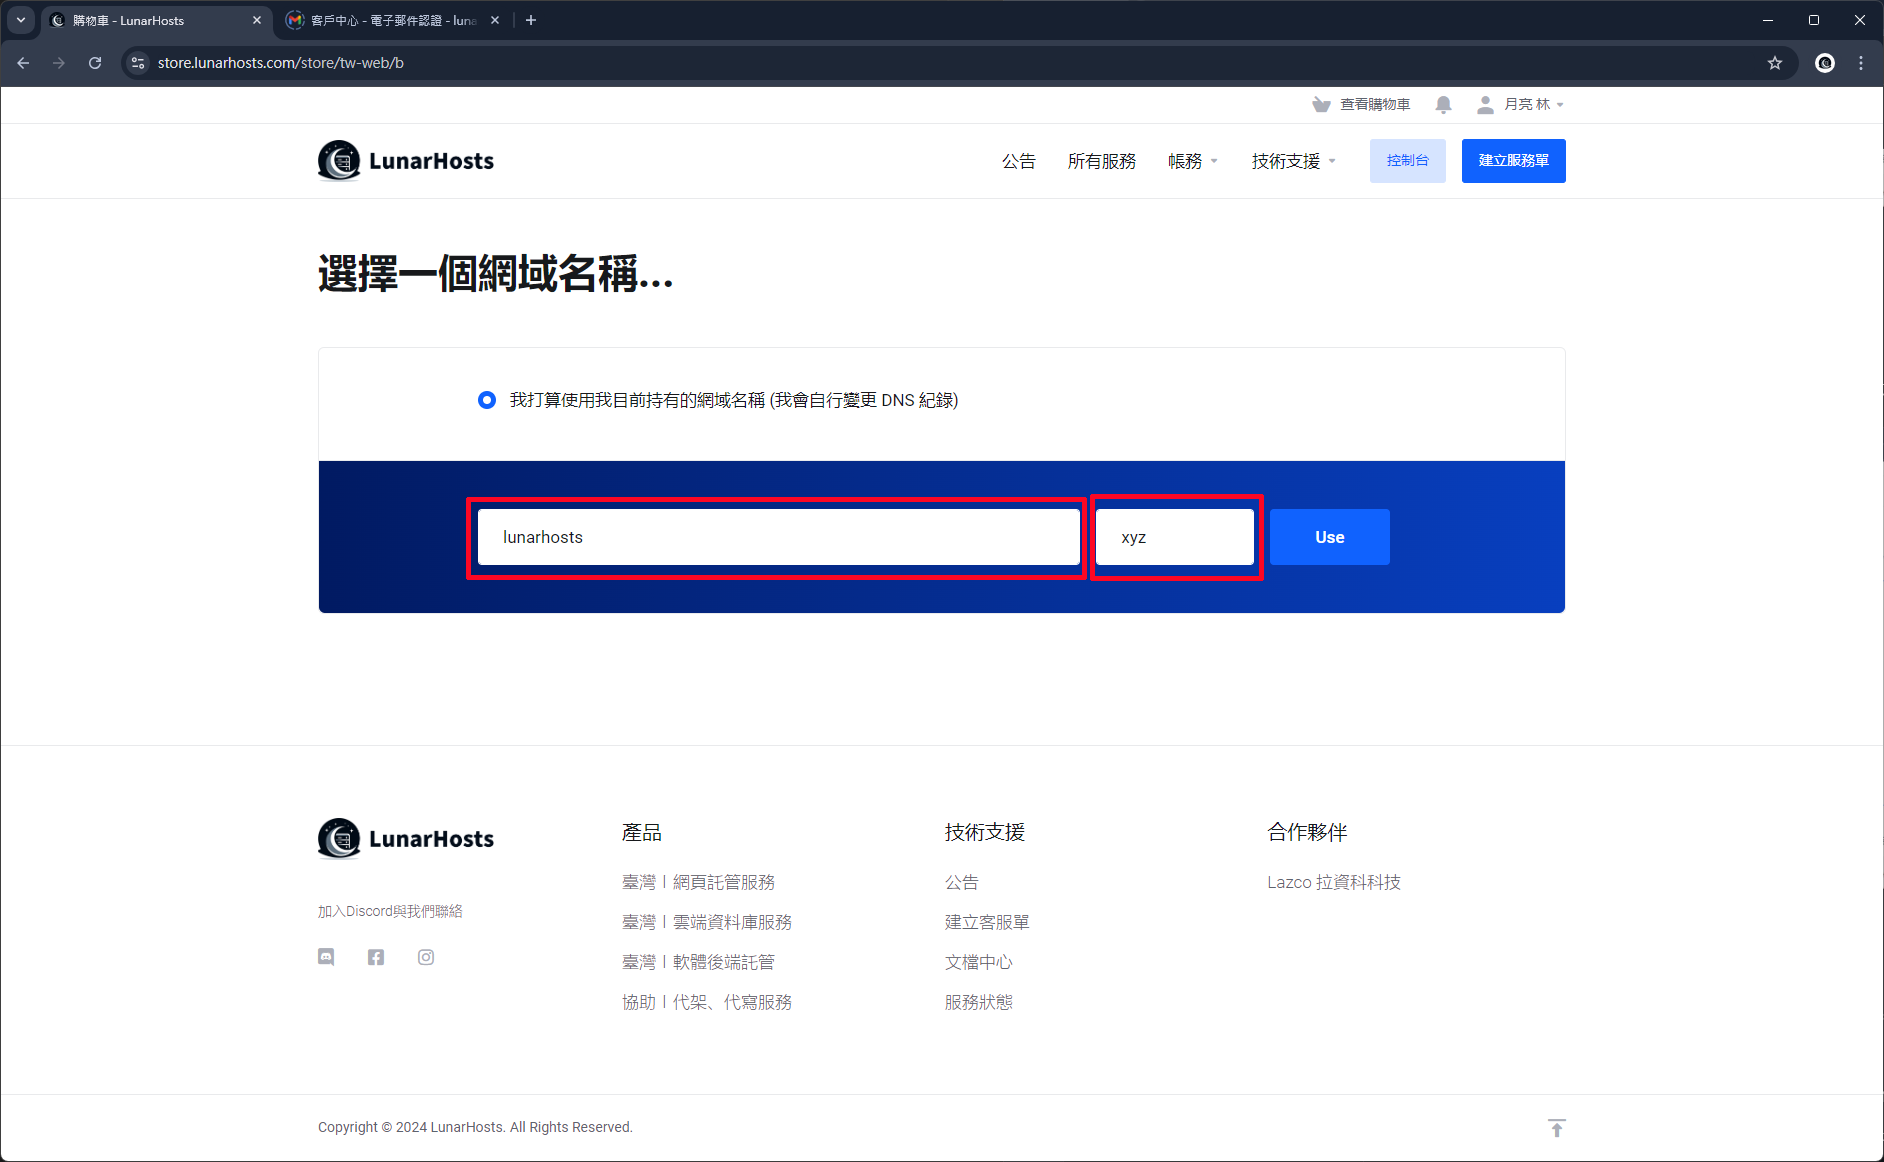 購物車 - LunarHosts
客戶中心 - 電子郵件認證 - luna
store.lunarhosts.com/store/tw-web/b
查看購物車
月亮 林
LunarHosts
公告
所有服務
帳務
技術支援
控制台
建立服務單
選擇一個網域名稱...
我打算使用我目前持有的網域名稱 (我會自行變更 DNS 紀錄)
lunarhosts
xyz
Use
LunarHosts
加入Discord與我們聯絡
產品
臺灣 | 網頁託管服務
臺灣 | 雲端資料庫服務
臺灣 | 軟體後端託管
協助 | 代架、代寫服務
技術支援
公告
建立客服單
文檔中心
服務狀態
合作夥伴
Lazco 拉資科科技
Copyright © 2024 LunarHosts. All Rights Reserved.